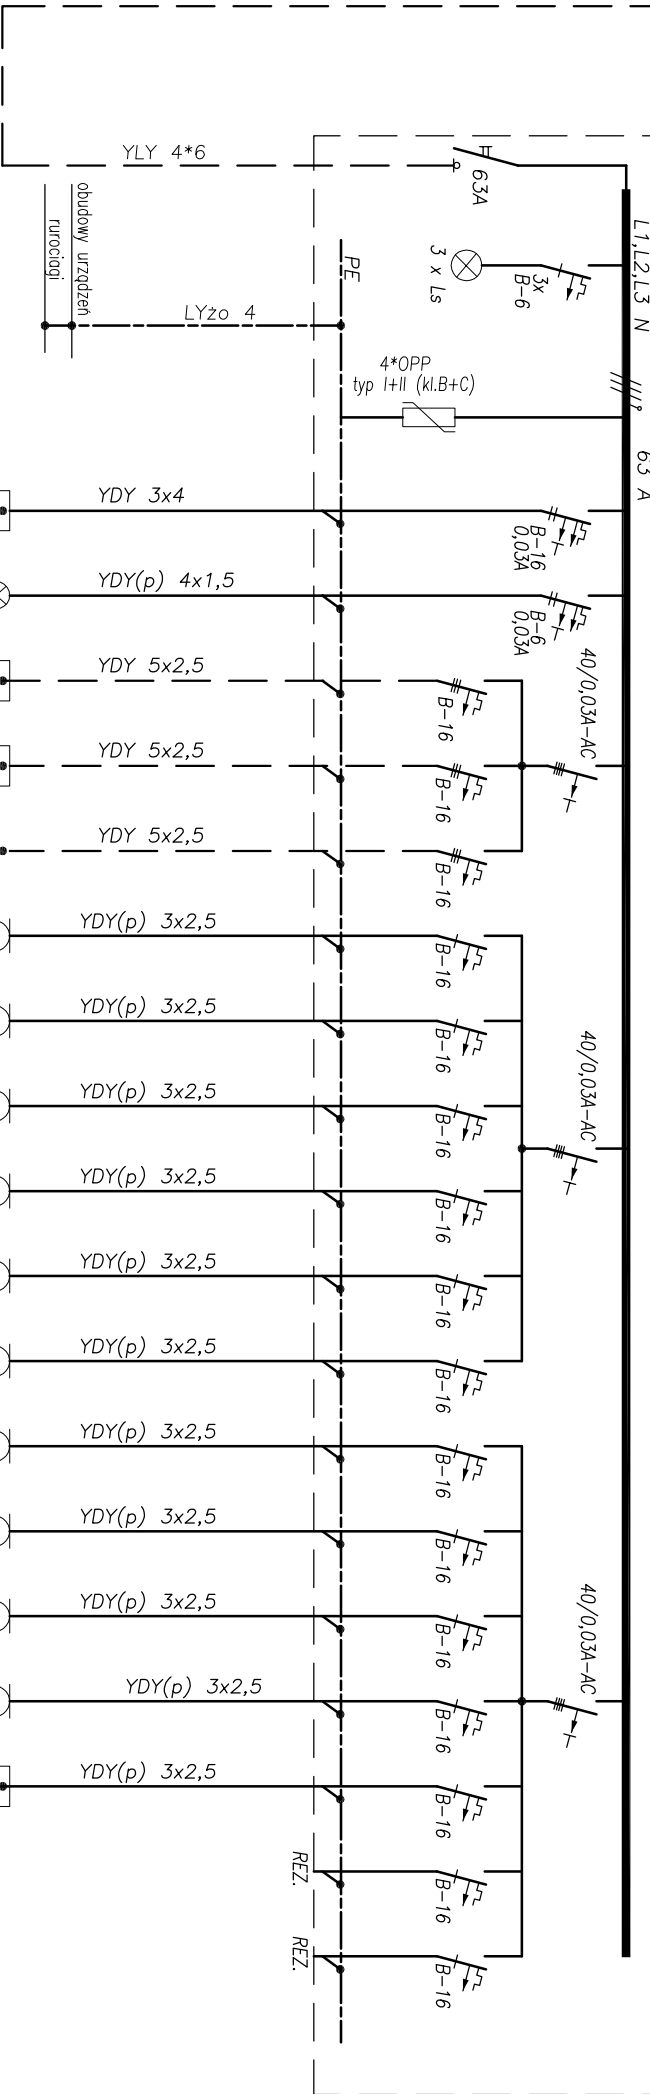 YLY 4*6
63A
L1,L2,L3 N
63 A
obudowy urządzeń
rurociągi
PE
3 x Ls
3x
B-6
LYżo 4
4*OPP
typ I+II (kl.B+C)
YDY 3x4
B-16
0,03A
YDY(p) 4x1,5
B-6
0,03A
40/0,03A-AC
YDY 5x2,5
B-16
YDY 5x2,5
B-16
YDY 5x2,5
B-16
YDY(p) 3x2,5
B-16
YDY(p) 3x2,5
B-16
40/0,03A-AC
YDY(p) 3x2,5
B-16
YDY(p) 3x2,5
B-16
YDY(p) 3x2,5
B-16
YDY(p) 3x2,5
B-16
YDY(p) 3x2,5
B-16
YDY(p) 3x2,5
B-16
40/0,03A-AC
YDY(p) 3x2,5
B-16
YDY(p) 3x2,5
B-16
YDY(p) 3x2,5
B-16
REZ.
B-16
REZ.
B-16